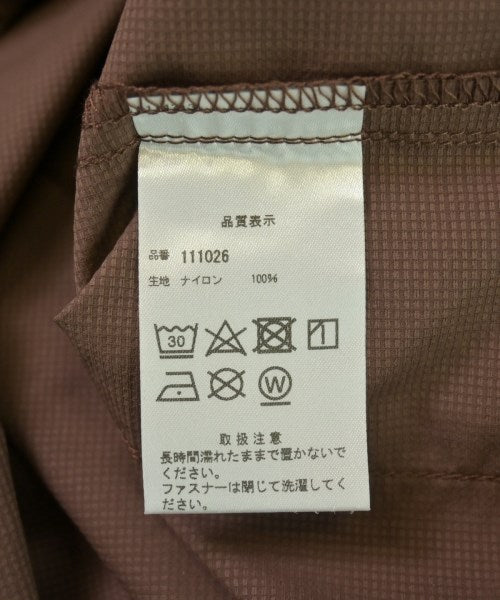 品質表示
品番 111026
生地 ナイロン 100%
30
W
取扱注意
長時間濡れたままで置かないで
ください。
ファスナーは閉じて洗濯してく
ださい。